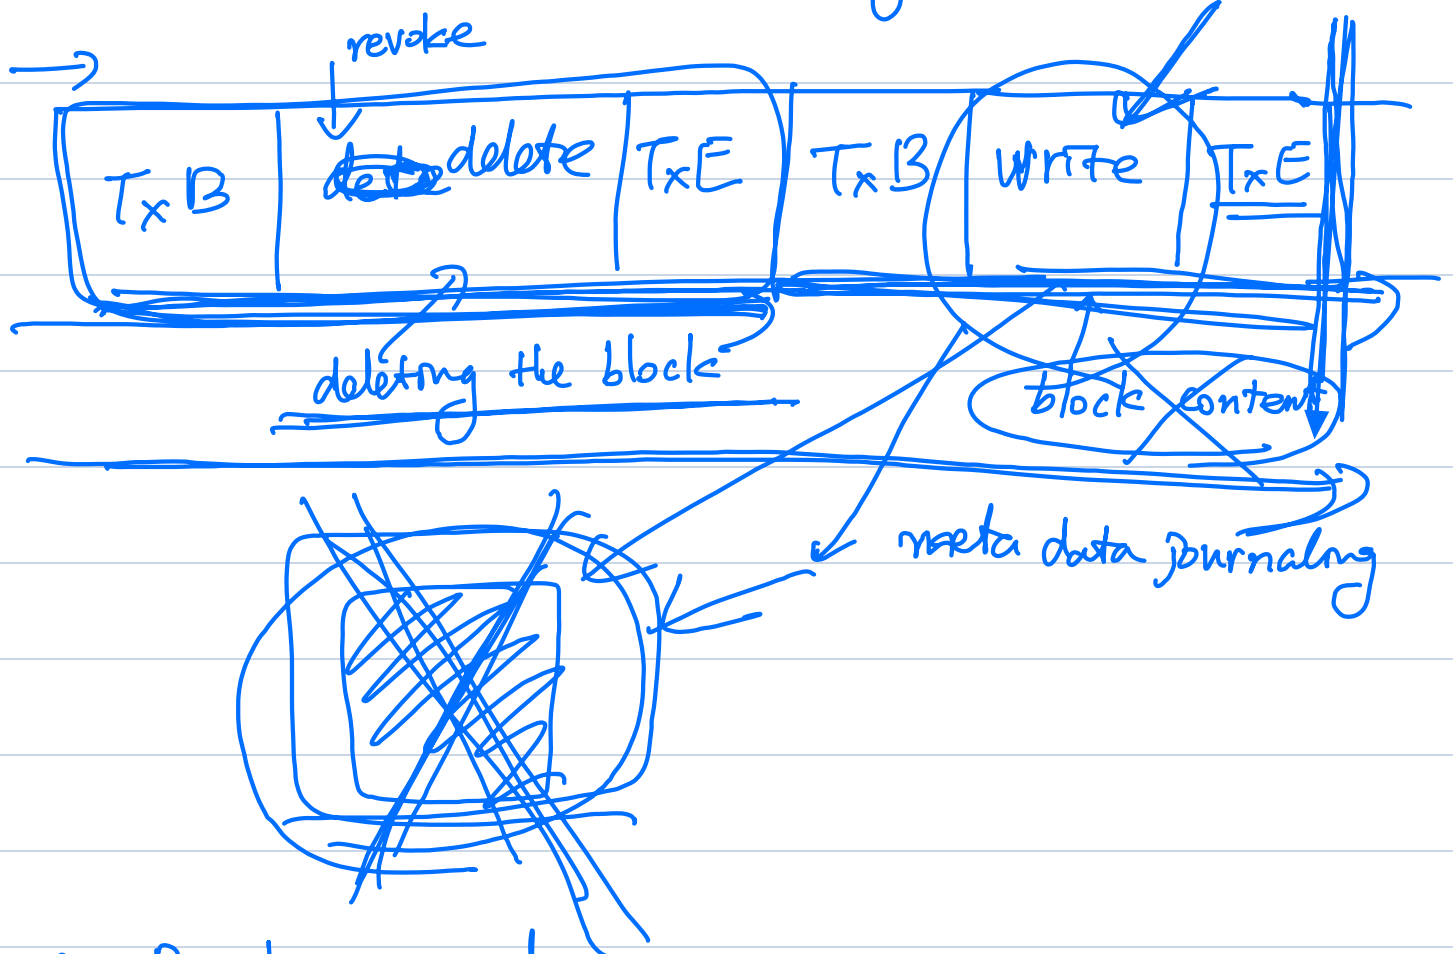 revoke
TxB delete TxE TxB write TxE
deleting the block
block content
meta data journaling